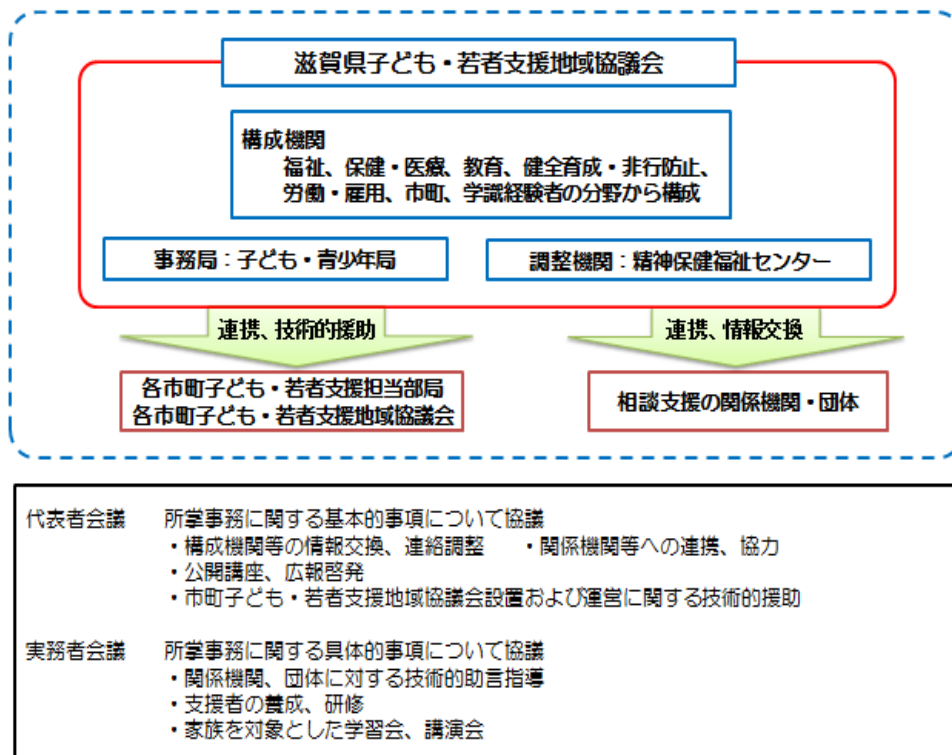 滋賀県子ども・若者支援地域協議会
構成機関
福祉、保健・医療、教育、健全育成・非行防止、
労働・雇用、市町、学識経験者の分野から構成
事務局：子ども・青少年局
調整機関：精神保健福祉センター
連携、技術的援助
連携、情報交換
各市町子ども・若者支援担当部局
各市町子ども・若者支援地域協議会
相談支援の関係機関・団体
代表者会議　所掌事務に関する基本的事項について協議
・構成機関等の情報交換、連絡調整　・関係機関等への連携、協力
・公開講座、広報啓発
・市町子ども・若者支援地域協議会設置および運営に関する技術的援助
実務者会議　所掌事務に関する具体的事項について協議
・関係機関、団体に対する技術的助言指導
・支援者の養成、研修
・家族を対象とした学習会、講演会